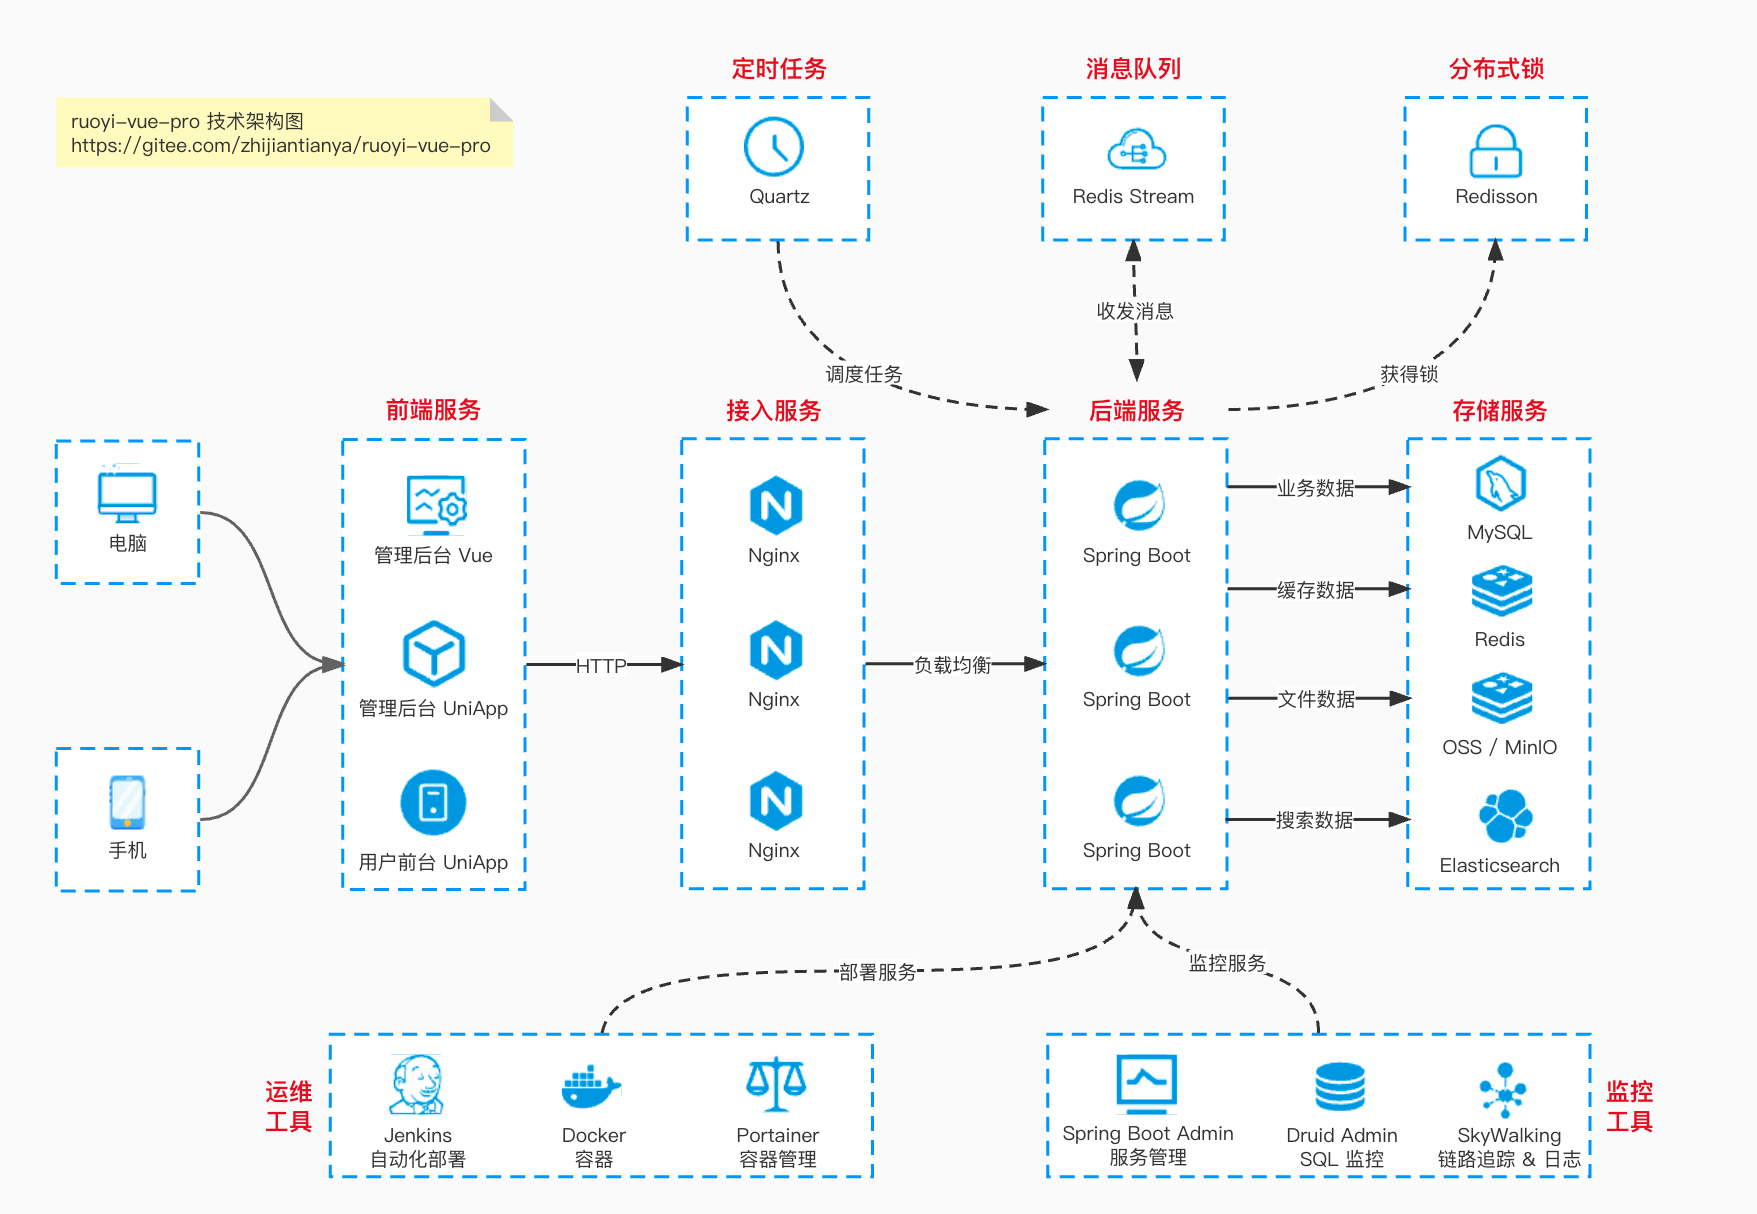 ruoyi-vue-pro 技术架构图
https://gitee.com/zhijiantianya/ruoyi-vue-pro
定时任务
Quartz
消息队列
Redis Stream
分布式锁
Redisson
调度任务
收发消息
获得锁
电脑
手机
前端服务
管理后台 Vue
管理后台 UniApp
用户前台 UniApp
HTTP
接入服务
Nginx
Nginx
Nginx
负载均衡
后端服务
Spring Boot
Spring Boot
Spring Boot
业务数据
缓存数据
文件数据
搜索数据
存储服务
MySQL
Redis
OSS / MinIO
Elasticsearch
部署服务
监控服务
运维
工具
Jenkins
自动化部署
Docker
容器
Portainer
容器管理
Spring Boot Admin
服务管理
Druid Admin
SQL 监控
SkyWalking
链路追踪 & 日志
监控
工具